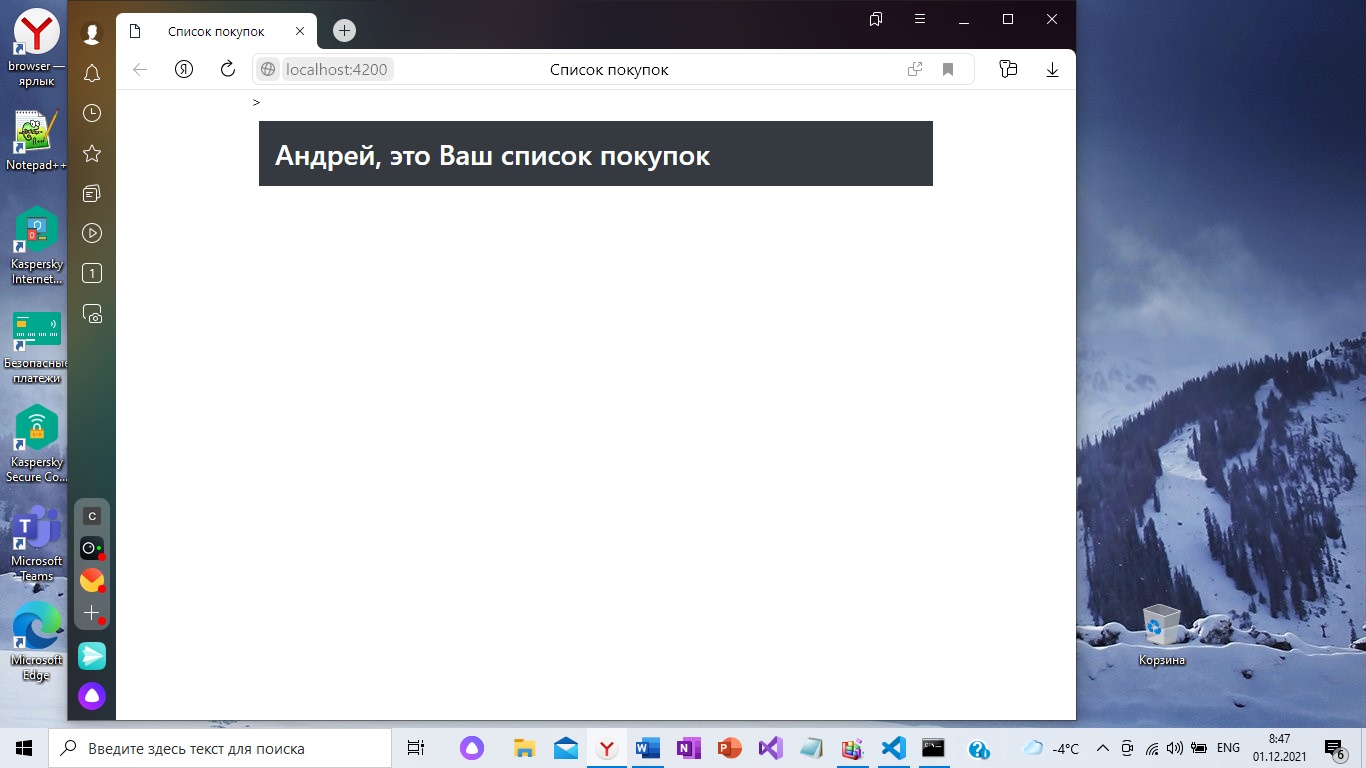 browser —
ярлык
Notepad++
Kaspersky
Internet...
Безопасные
платежи
Kaspersky
Secure Co...
Microsoft
Teams
Microsoft
Edge
Список покупок
Я
localhost:4200
Список покупок
1
C
>
Андрей, это Ваш список покупок
Корзина
Введите здесь текст для поиска
-4°C
ENG
8:47
01.12.2021
6